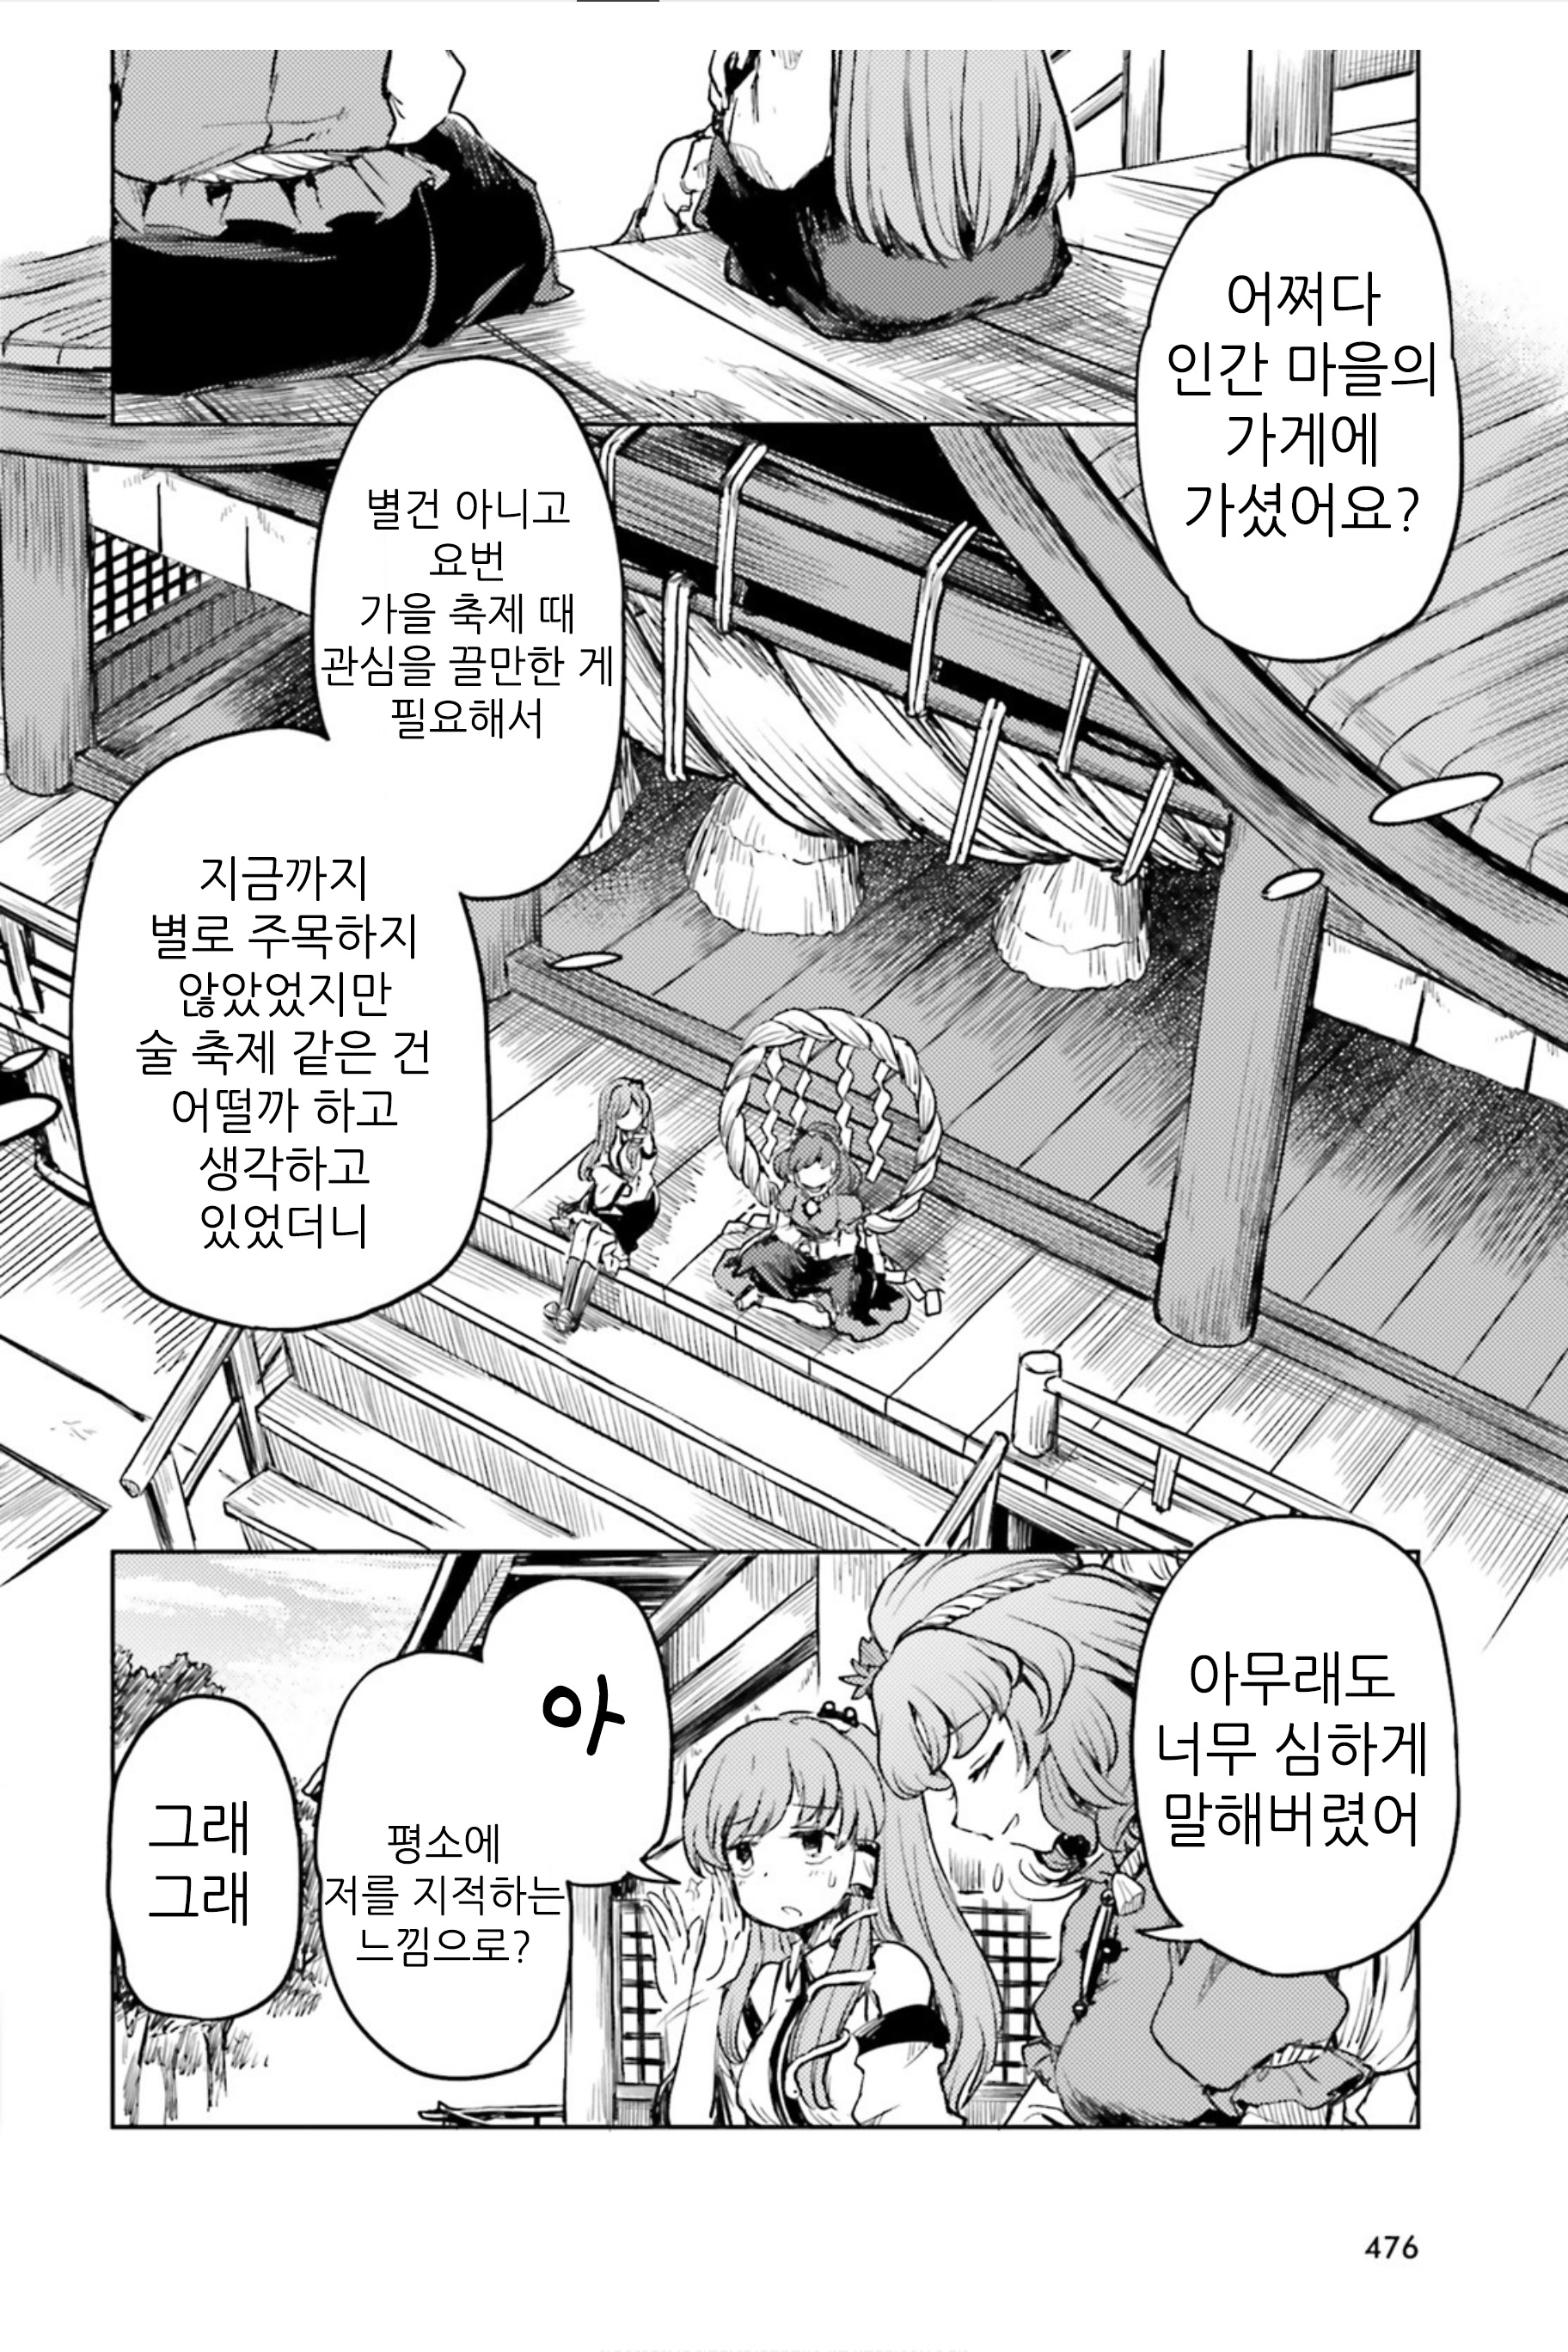 어쩌다
인간 마을의
가게에
가셨어요?
별건 아니고
요번
가을 축제 때
관심을 끌만한 게
필요해서
지금까지
별로 주목하지
않았었지만
술 축제 같은 건
어떨까 하고
생각하고
있었더니
아무래도
너무 심하게
말해버렸어
아
평소에
저를 지적하는
느낌으로?
그래
그래
476